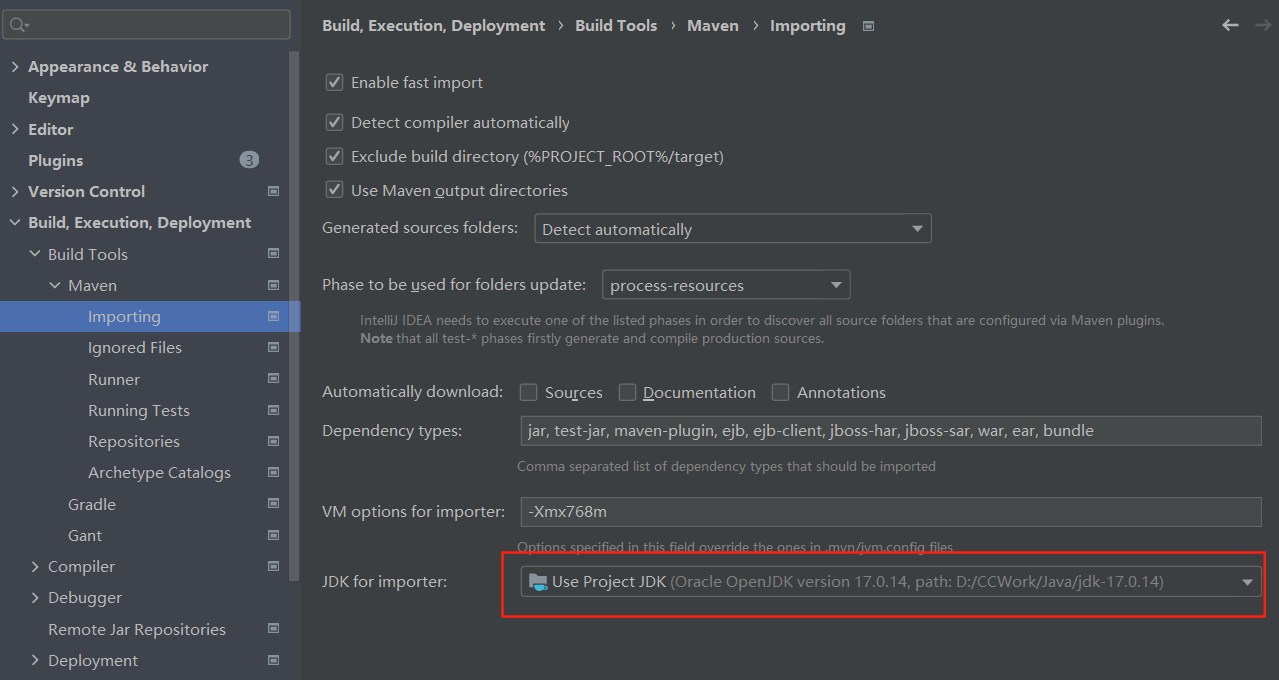 Appearance & Behavior
Keymap
Editor
Plugins 3
Version Control
Build, Execution, Deployment
Build Tools
Maven
Importing
Ignored Files
Runner
Running Tests
Repositories
Archetype Catalogs
Gradle
Gant
Compiler
Debugger
Remote Jar Repositories
Deployment
Build, Execution, Deployment › Build Tools › Maven › Importing
Enable fast import
Detect compiler automatically
Exclude build directory (%PROJECT_ROOT%/target)
Use Maven output directories
Generated sources folders: Detect automatically
Phase to be used for folders update: process-resources
IntelliJ IDEA needs to execute one of the listed phases in order to discover all source folders that are configured via Maven plugins.
Note that all test-* phases firstly generate and compile production sources.
Automatically download: Sources Documentation Annotations
Dependency types: jar, test-jar, maven-plugin, ejb, ejb-client, jboss-har, jboss-sar, war, ear, bundle
Comma separated list of dependency types that should be imported
VM options for importer: -Xmx768m
Options specified in this field override the ones in .mvn/jvm.config files
JDK for importer: Use Project JDK (Oracle OpenJDK version 17.0.14, path: D:/CCWork/Java/jdk-17.0.14)